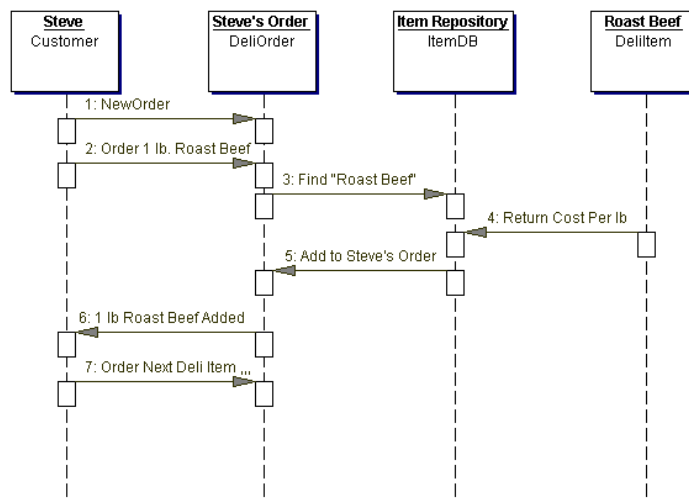 Steve
Customer
Steve's Order
DeliOrder
Item Repository
ItemDB
Roast Beef
DeliItem
1: NewOrder
2: Order 1 lb. Roast Beef
3: Find "Roast Beef"
4: Return Cost Per lb
5: Add to Steve's Order
6: 1 lb Roast Beef Added
7: Order Next Deli Item ,,,